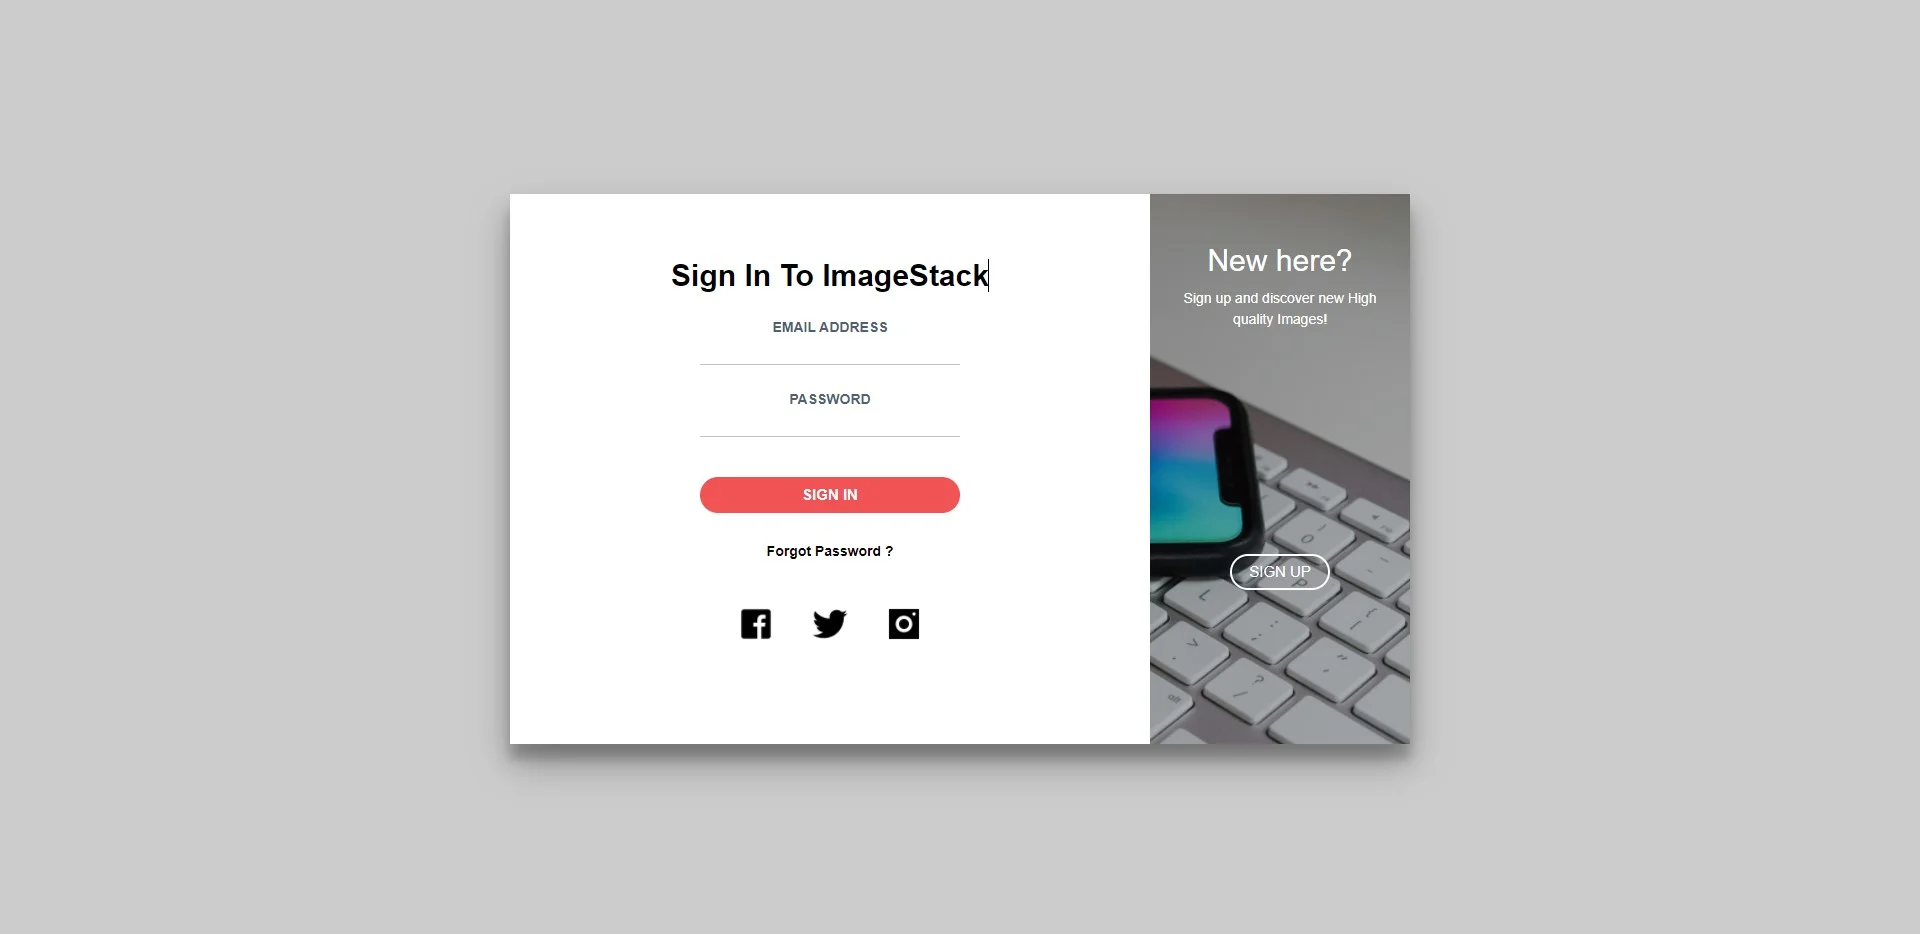 Sign In To ImageStack
EMAIL ADDRESS
PASSWORD
SIGN IN
Forgot Password ?
New here?
Sign up and discover new High
quality Images!
SIGN UP